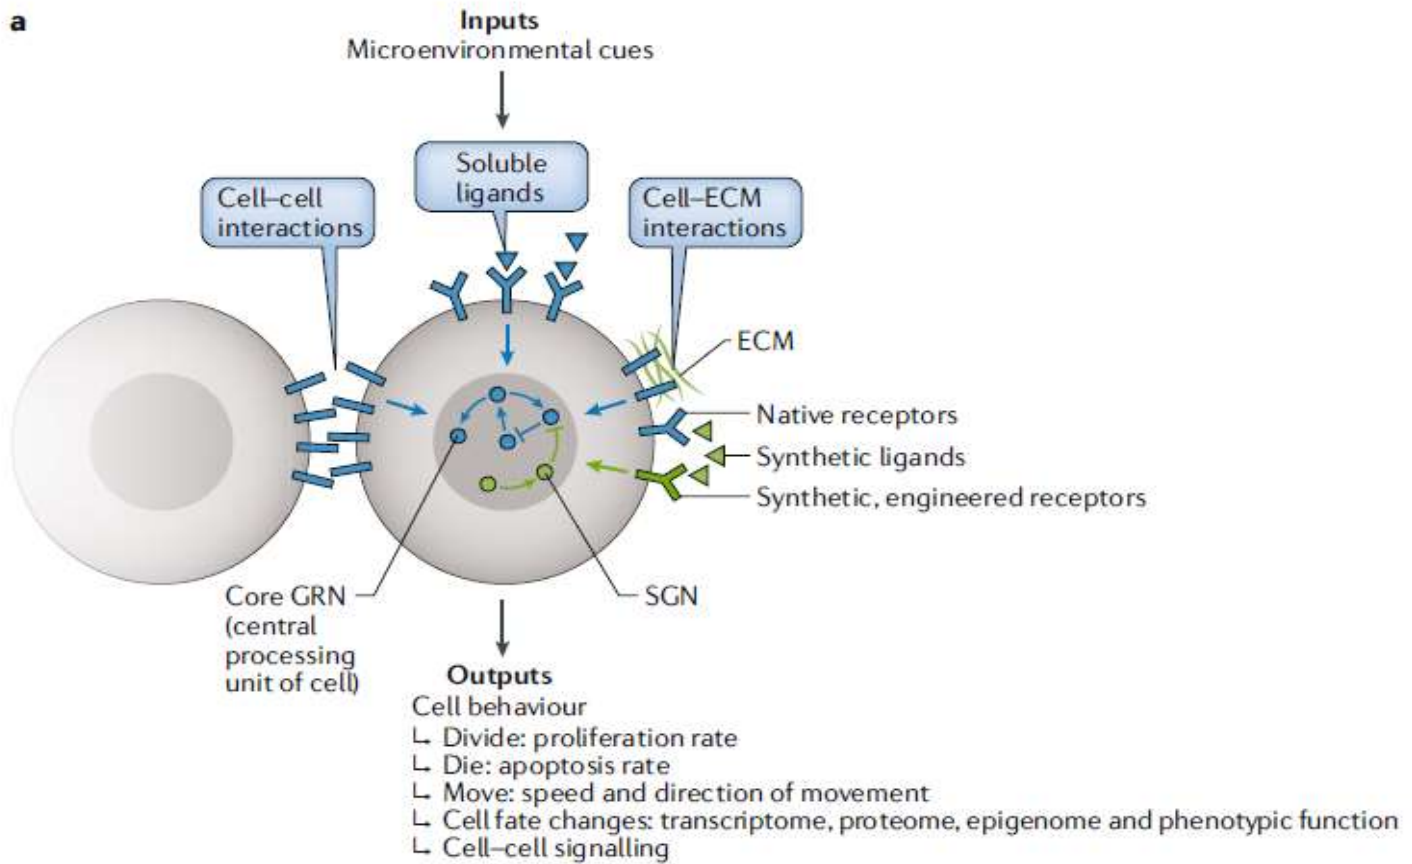 a
Inputs
Microenvironmental cues
Soluble
ligands
Cell–cell
interactions
Cell–ECM
interactions
ECM
Native receptors
Synthetic ligands
Synthetic, engineered receptors
Core GRN
(central
processing
unit of cell)
SGN
Outputs
Cell behaviour
↳ Divide: proliferation rate
↳ Die: apoptosis rate
↳ Move: speed and direction of movement
↳ Cell fate changes: transcriptome, proteome, epigenome and phenotypic function
↳ Cell–cell signalling